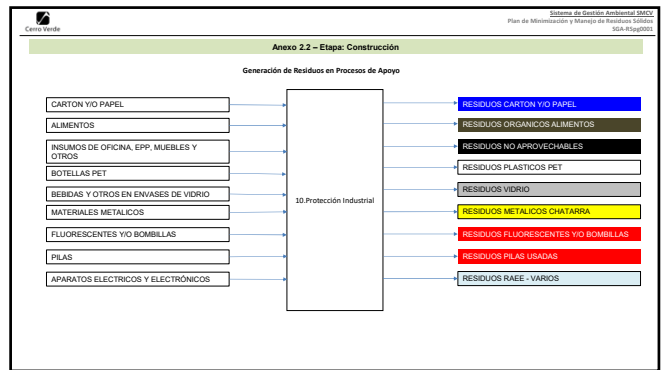 Sistema de Gestión Ambiental SMCV
Plan de Minimización y Manejo de Residuos Sólidos
SGA-RSpg0001
Cerro Verde
Anexo 2.2 – Etapa: Construcción
Generación de Residuos en Procesos de Apoyo
CARTON Y/O PAPEL
ALIMENTOS
INSUMOS DE OFICINA, EPP, MUEBLES Y
OTROS
BOTELLAS PET
BEBIDAS Y OTROS EN ENVASES DE VIDRIO
MATERIALES METALICOS
FLUORESCENTES Y/O BOMBILLAS
PILAS
APARATOS ELECTRICOS Y ELECTRÓNICOS
10.Protección Industrial
RESIDUOS CARTON Y/O PAPEL
RESIDUOS ORGANICOS ALIMENTOS
RESIDUOS NO APROVECHABLES
RESIDUOS PLASTICOS PET
RESIDUOS VIDRIO
RESIDUOS METALICOS CHATARRA
RESIDUOS FLUORESCENTES Y/O BOMBILLAS
RESIDUOS PILAS USADAS
RESIDUOS RAEE - VARIOS